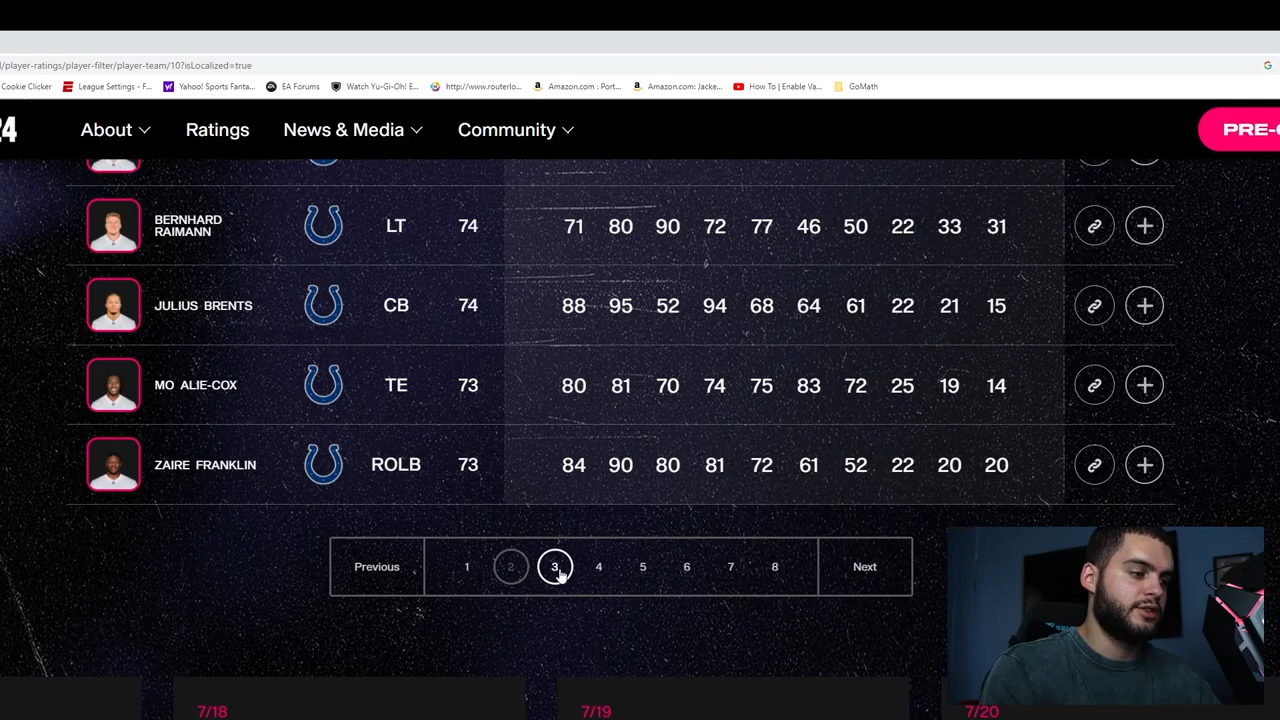 /player-ratings/player-filter/player-team/10?isLocalized=true
Cookie Clicker League Settings - F... Yahoo! Sports Fanta... EA Forums Watch Yu-Gi-Oh! E... http://www.routerlo... Amazon.com : Port... Amazon.com: Jacke... How To | Enable Va... GoMath
24 About Ratings News & Media Community PRE-
BERNHARD
RAIMANN LT 74 71 80 90 72 77 46 50 22 33 31
JULIUS BRENTS CB 74 88 95 52 94 68 64 61 22 21 15
MO ALIE-COX TE 73 80 81 70 74 75 83 72 25 19 14
ZAIRE FRANKLIN ROLB 73 84 90 80 81 72 61 52 22 20 20
Previous 1 2 3 4 5 6 7 8 Next
7/18 7/19 7/20